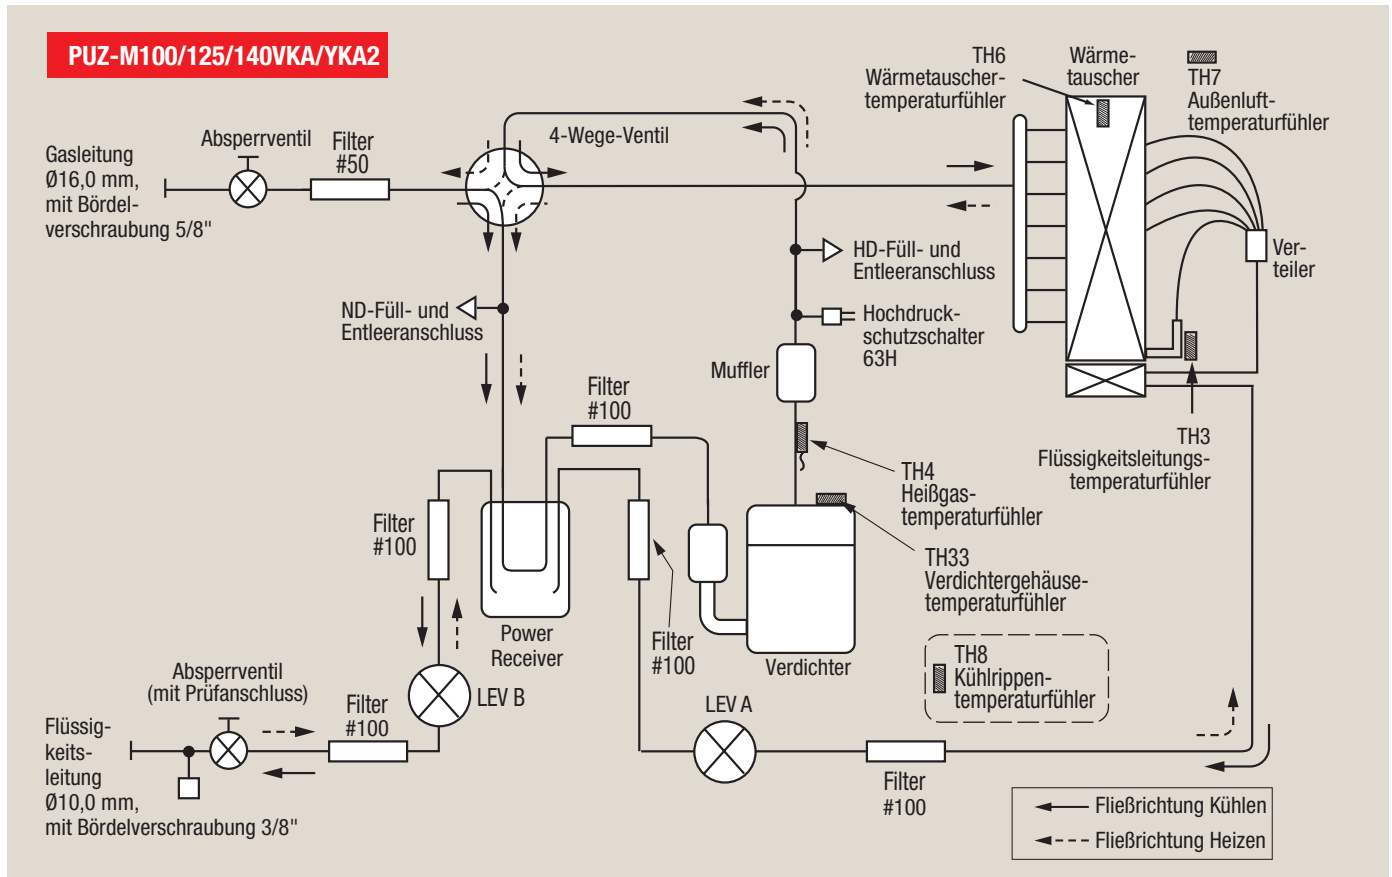 PUZ-M100/125/140VKA/YKA2
TH6
Wärmetauscher-
temperaturfühler
Wärme-
tauscher
TH7
Außenluft-
temperaturfühler
Gasleitung
Ø16,0 mm,
mit Bördel-
verschraubung 5/8"
Absperrventil
Filter
#50
4-Wege-Ventil
HD-Füll- und
Entleeranschluss
Ver-
teiler
ND-Füll- und
Entleeranschluss
Hochdruck-
schutzschalter
63H
Muffler
Filter
#100
TH3
Flüssigkeitsleitungs-
temperaturfühler
TH4
Heißgas-
temperaturfühler
Filter
#100
TH33
Verdichtergehäuse-
temperaturfühler
Power
Receiver
Filter
#100
Verdichter
TH8
Kühlrippen-
temperaturfühler
Absperrventil
(mit Prüfanschluss)
Filter
#100
LEV B
LEV A
Flüssig-
keits-
leitung
Ø10,0 mm,
mit Bördelverschraubung 3/8"
Filter
#100
Fließrichtung Kühlen
Fließrichtung Heizen